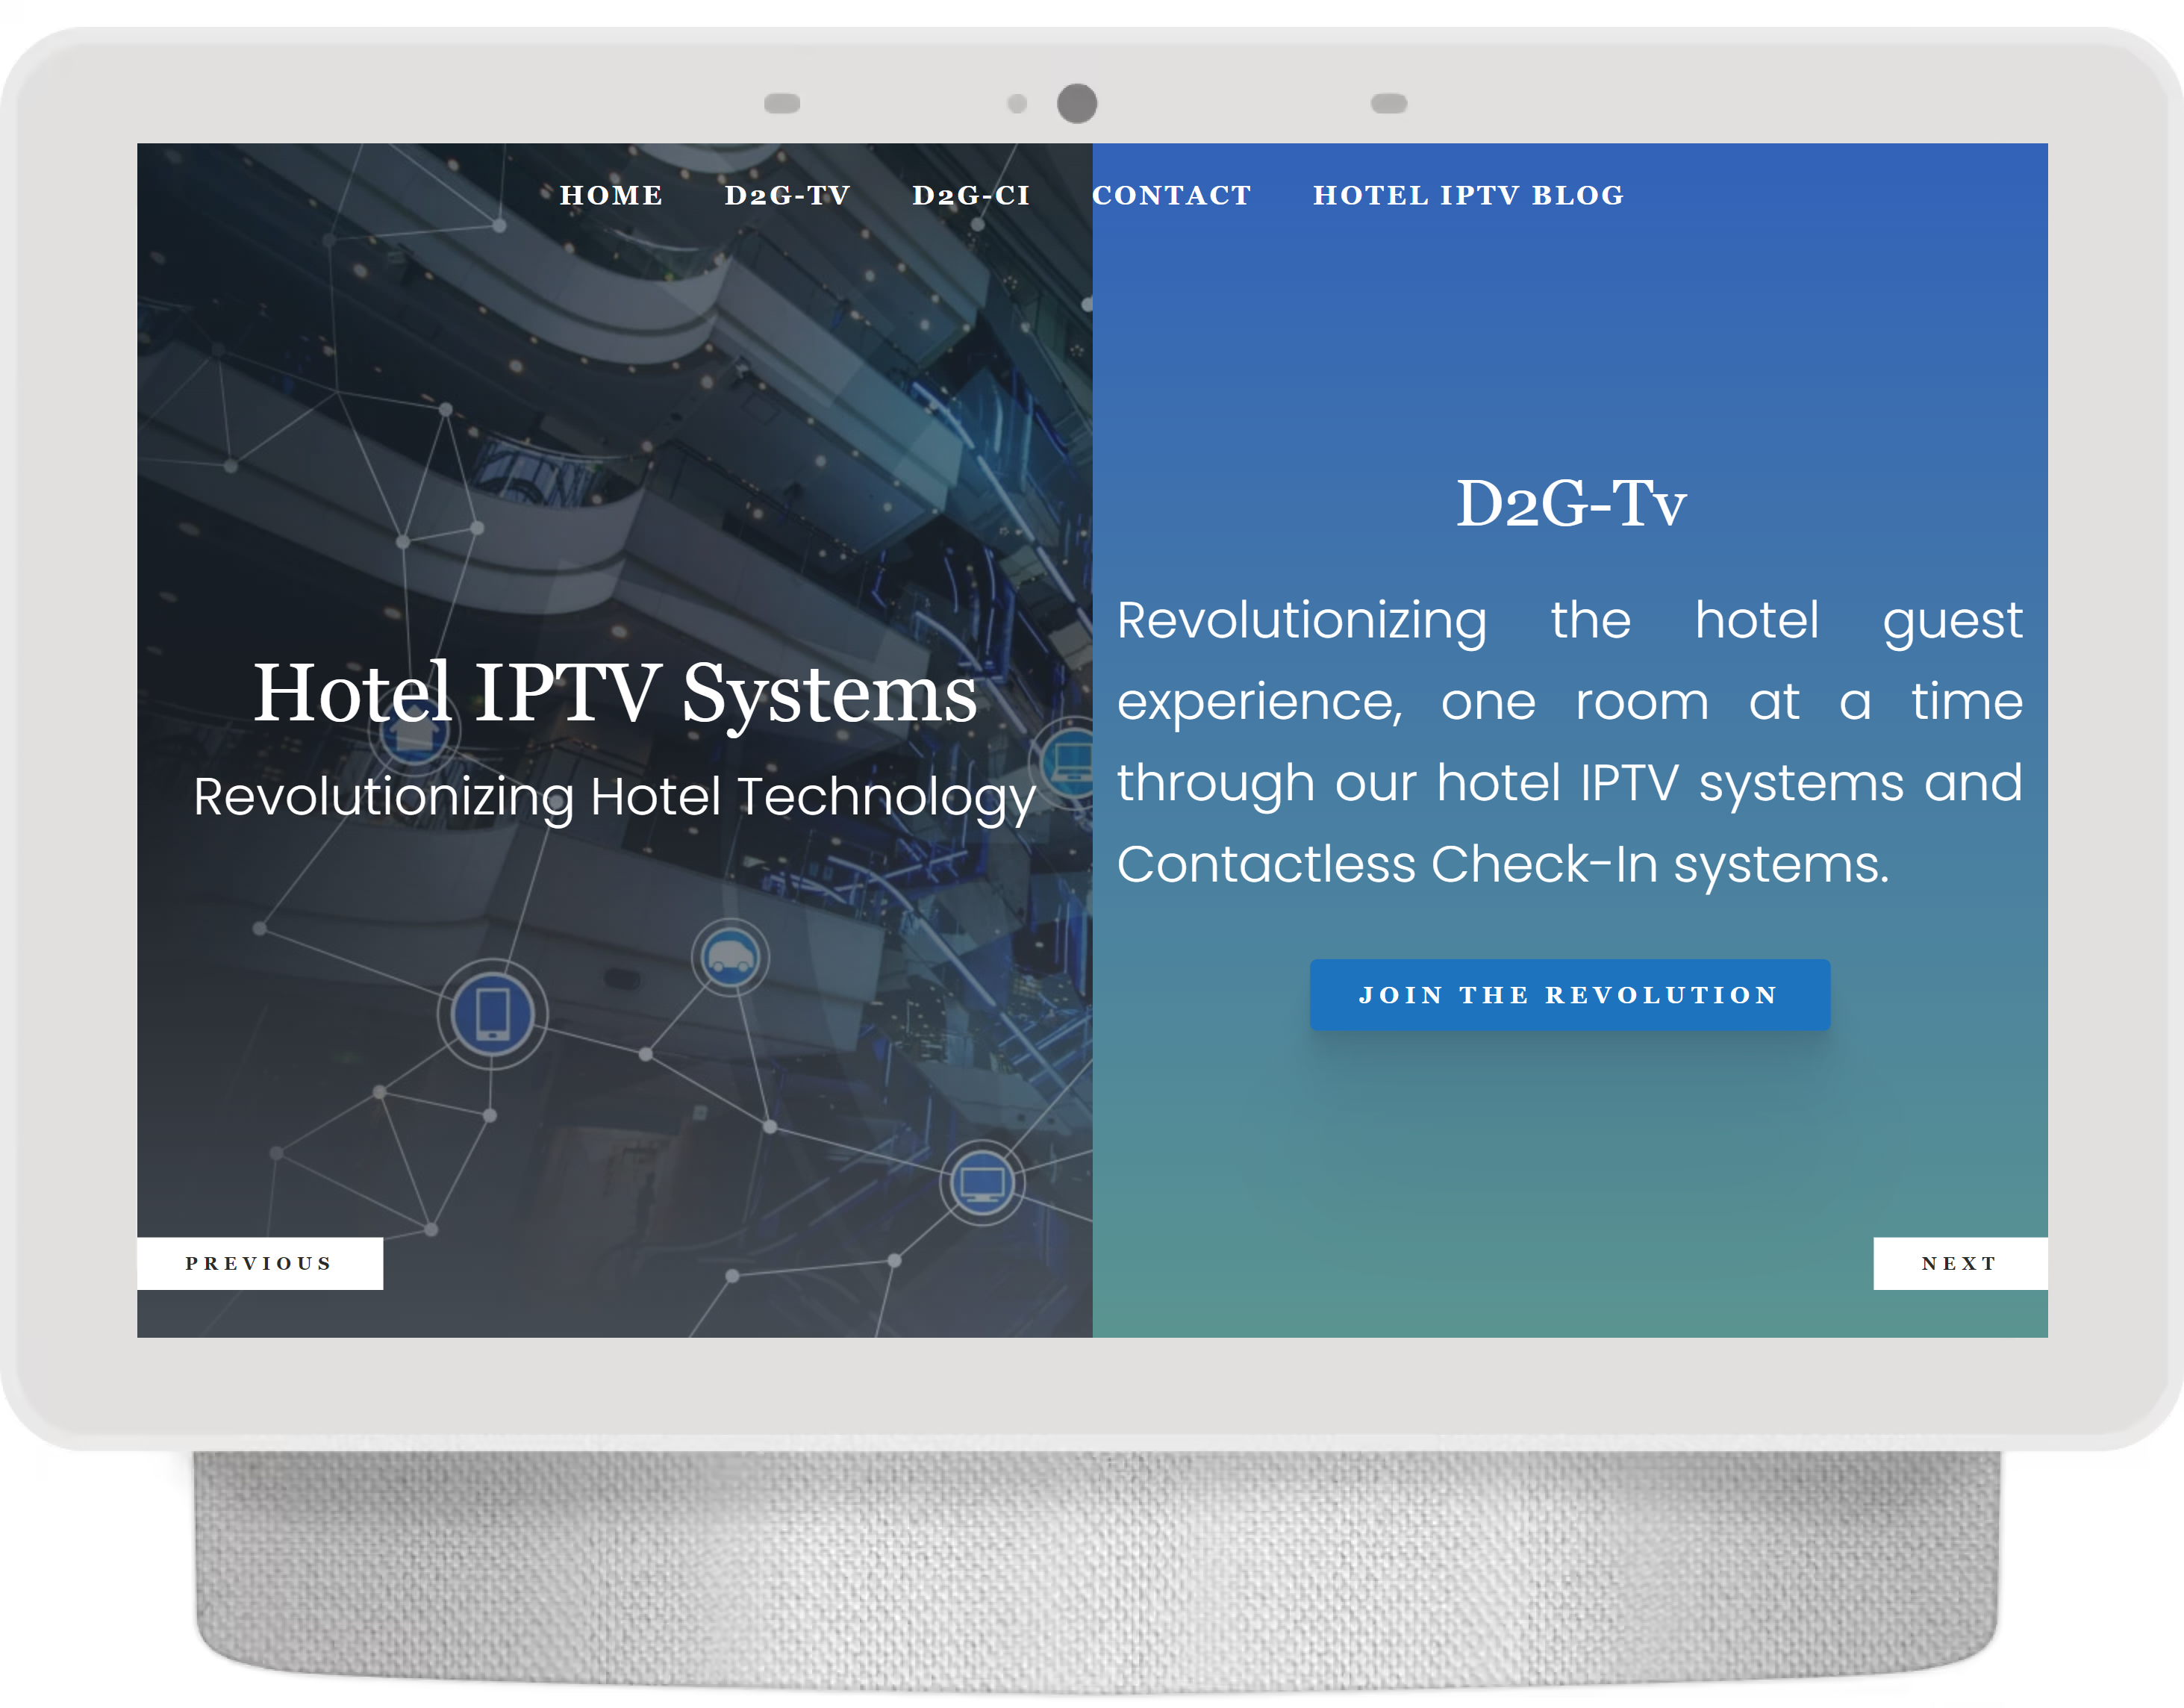 HOME D2G-TV D2G-CI CONTACT HOTEL IPTV BLOG
Hotel IPTV Systems
Revolutionizing Hotel Technology
D2G-Tv
Revolutionizing the hotel guest
experience, one room at a time
through our hotel IPTV systems and
Contactless Check-In systems.
JOIN THE REVOLUTION
PREVIOUS
NEXT